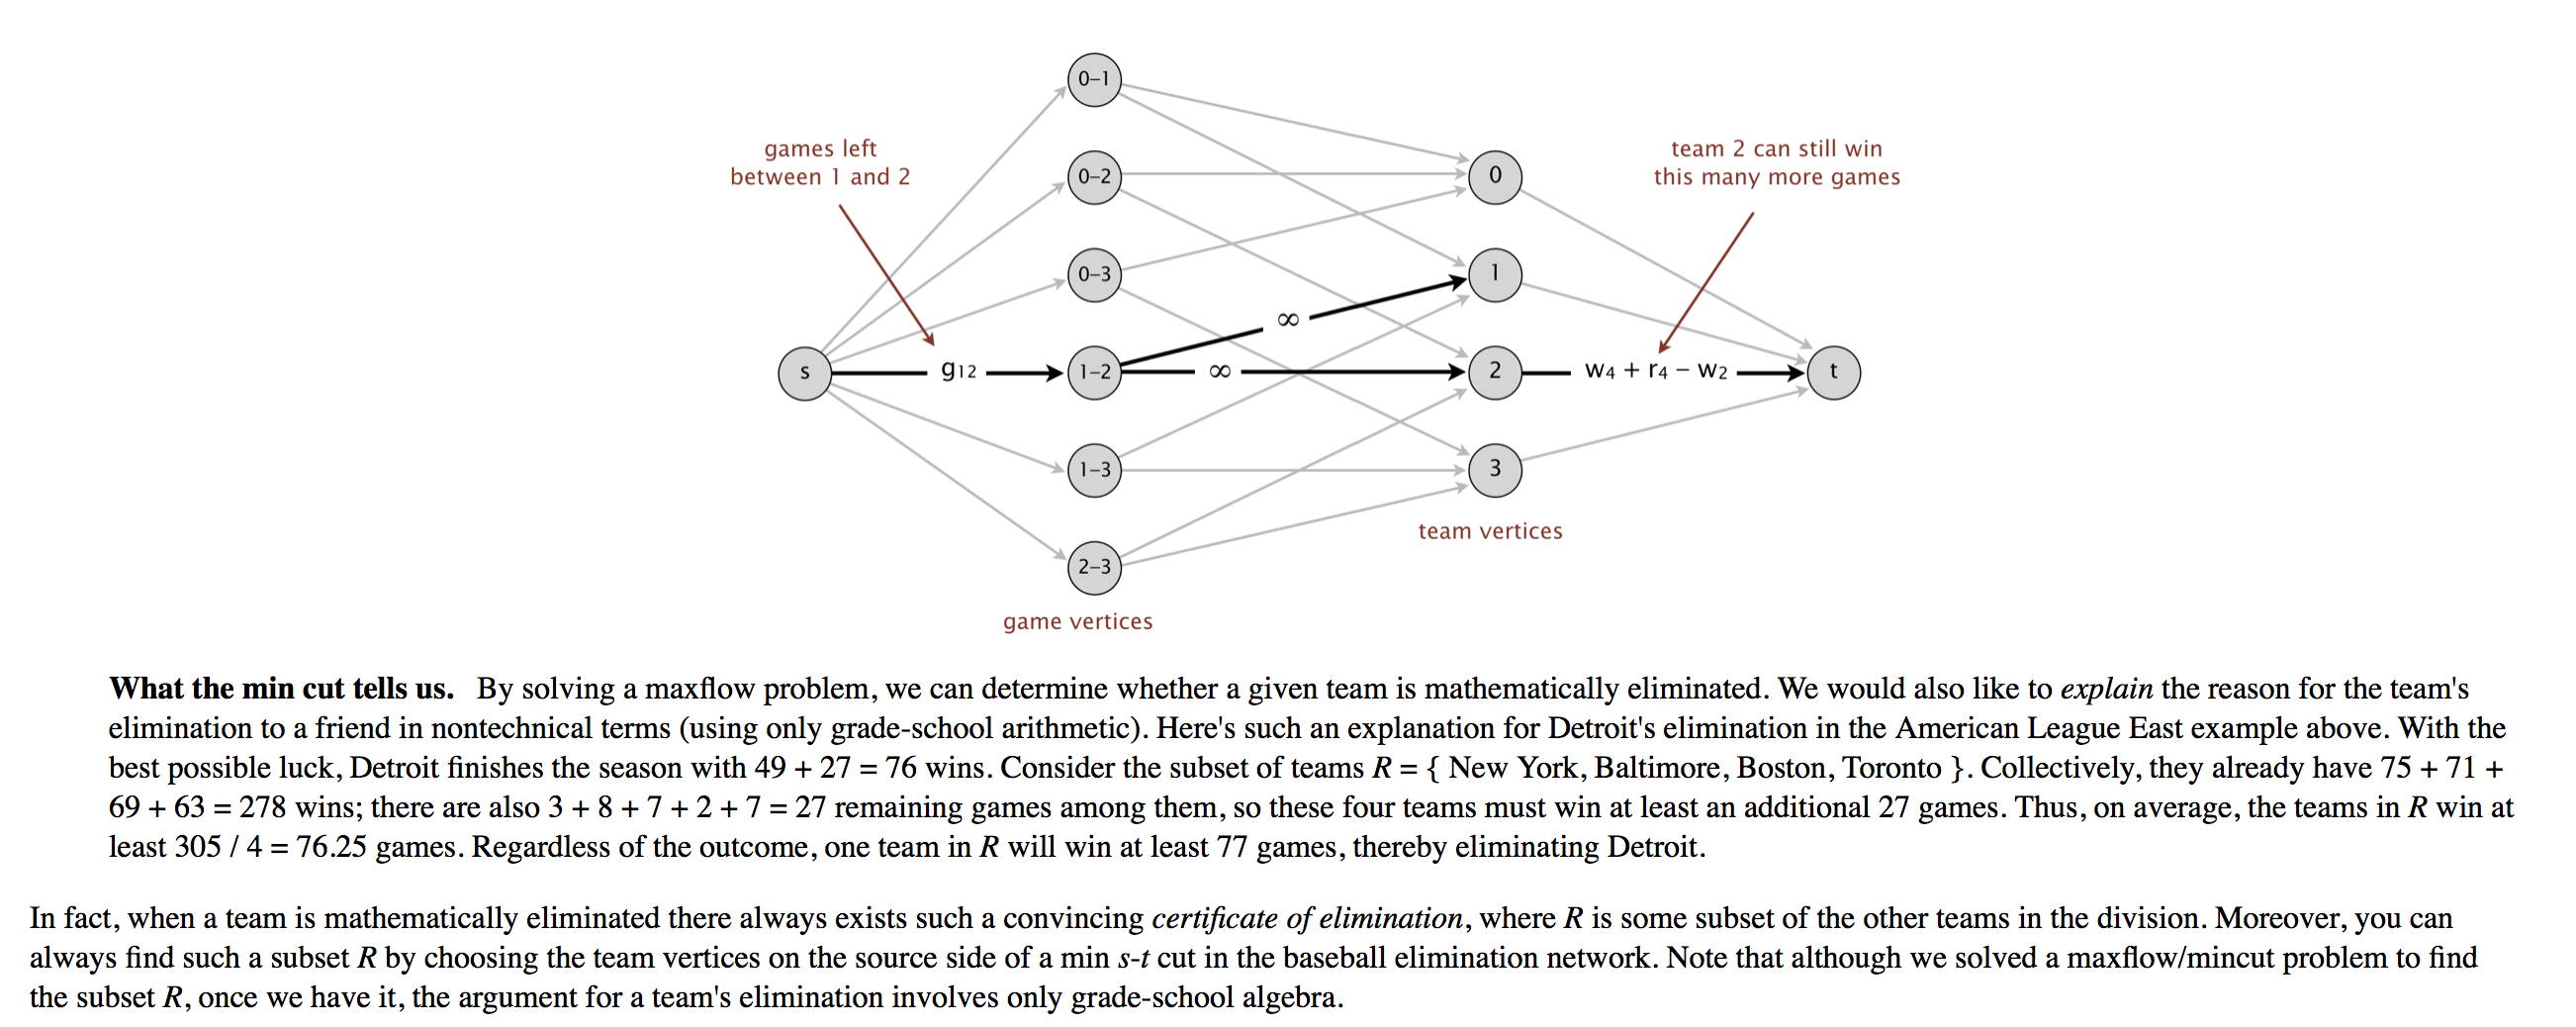 0–1
games left
between 1 and 2
0–2
0
team 2 can still win
this many more games
0–3
1
∞
s
g12
1–2
∞
2
w4 + r4 − w2
t
1–3
3
team vertices
2–3
game vertices
What the min cut tells us. By solving a maxflow problem, we can determine whether a given team is mathematically eliminated. We would also like to explain the reason for the team's
elimination to a friend in nontechnical terms (using only grade-school arithmetic). Here's such an explanation for Detroit's elimination in the American League East example above. With the
best possible luck, Detroit finishes the season with 49 + 27 = 76 wins. Consider the subset of teams R = { New York, Baltimore, Boston, Toronto }. Collectively, they already have 75 + 71 +
69 + 63 = 278 wins; there are also 3 + 8 + 7 + 2 + 7 = 27 remaining games among them, so these four teams must win at least an additional 27 games. Thus, on average, the teams in R win at
least 305 / 4 = 76.25 games. Regardless of the outcome, one team in R will win at least 77 games, thereby eliminating Detroit.
In fact, when a team is mathematically eliminated there always exists such a convincing certificate of elimination, where R is some subset of the other teams in the division. Moreover, you can
always find such a subset R by choosing the team vertices on the source side of a min s-t cut in the baseball elimination network. Note that although we solved a maxflow/mincut problem to find
the subset R, once we have it, the argument for a team's elimination involves only grade-school algebra.